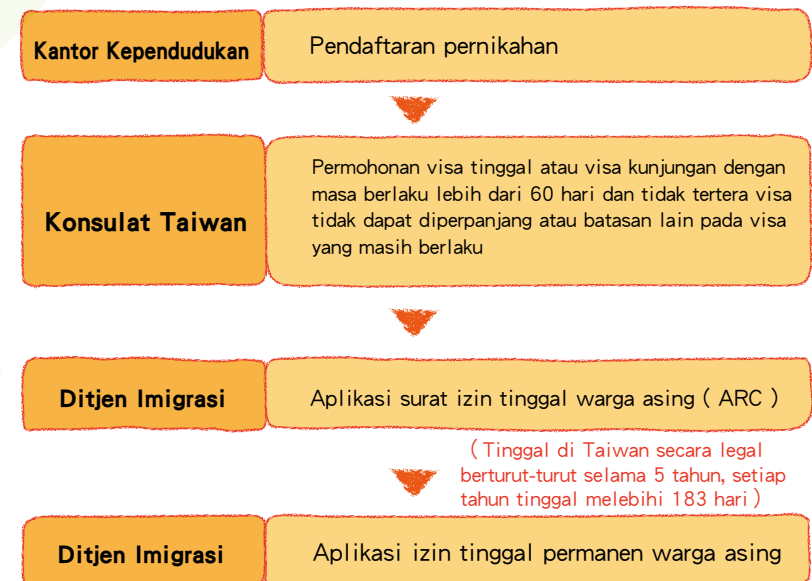 Kantor Kependudukan
Pendaftaran pernikahan
Konsulat Taiwan
Permohonan visa tinggal atau visa kunjungan dengan
masa berlaku lebih dari 60 hari dan tidak tertera visa
tidak dapat diperpanjang atau batasan lain pada visa
yang masih berlaku
Ditjen Imigrasi
Aplikasi surat izin tinggal warga asing ( ARC )
( Tinggal di Taiwan secara legal
berturut-turut selama 5 tahun, setiap
tahun tinggal melebihi 183 hari )
Ditjen Imigrasi
Aplikasi izin tinggal permanen warga asing